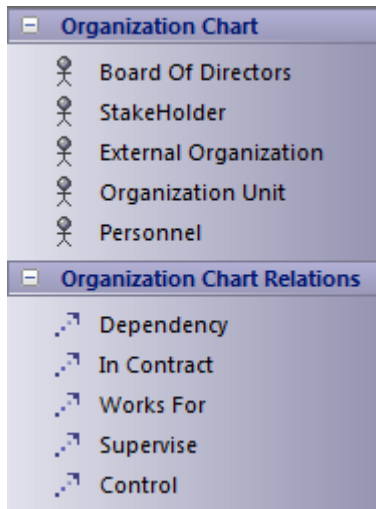 Organization Chart
Board Of Directors
StakeHolder
External Organization
Organization Unit
Personnel
Organization Chart Relations
Dependency
In Contract
Works For
Supervise
Control